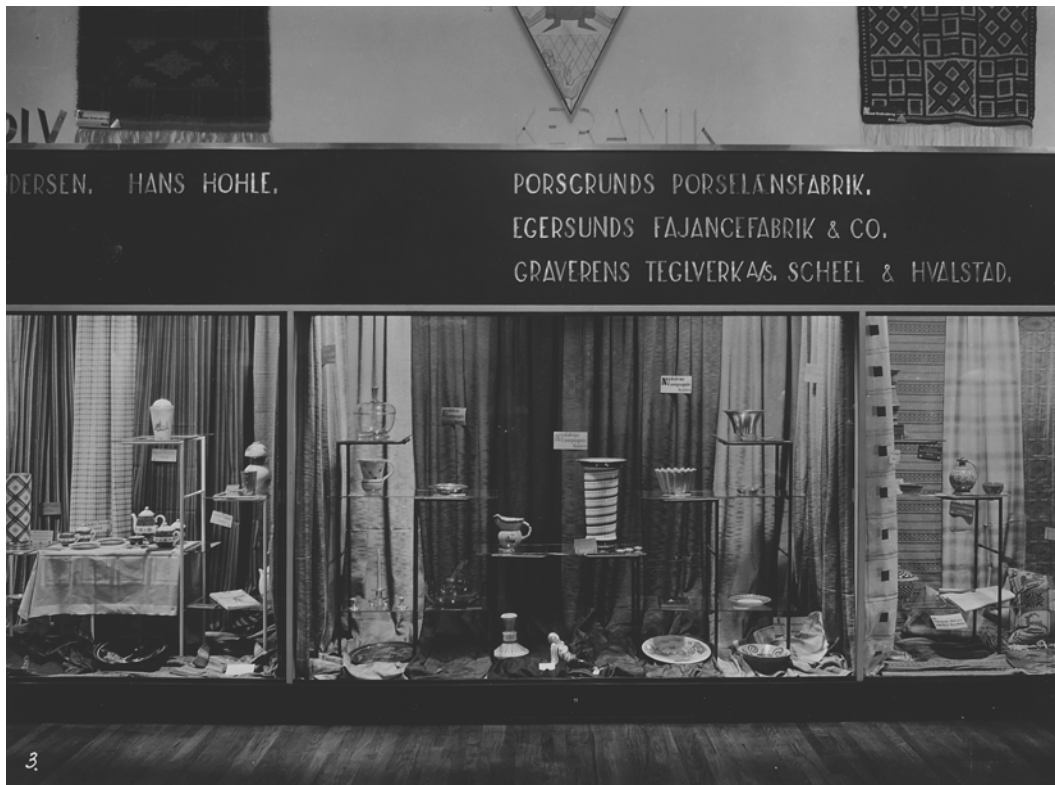 DIV
KERAMIK
DERSEN. HANS HOHLE.
PORSGRUNDS PORSELÆNSFABRIK.
EGERSUNDS FAJANCEFABRIK & CO.
GRAVERENS TEGLVERK A/S. SCHEEL & HVALSTAD.
3.